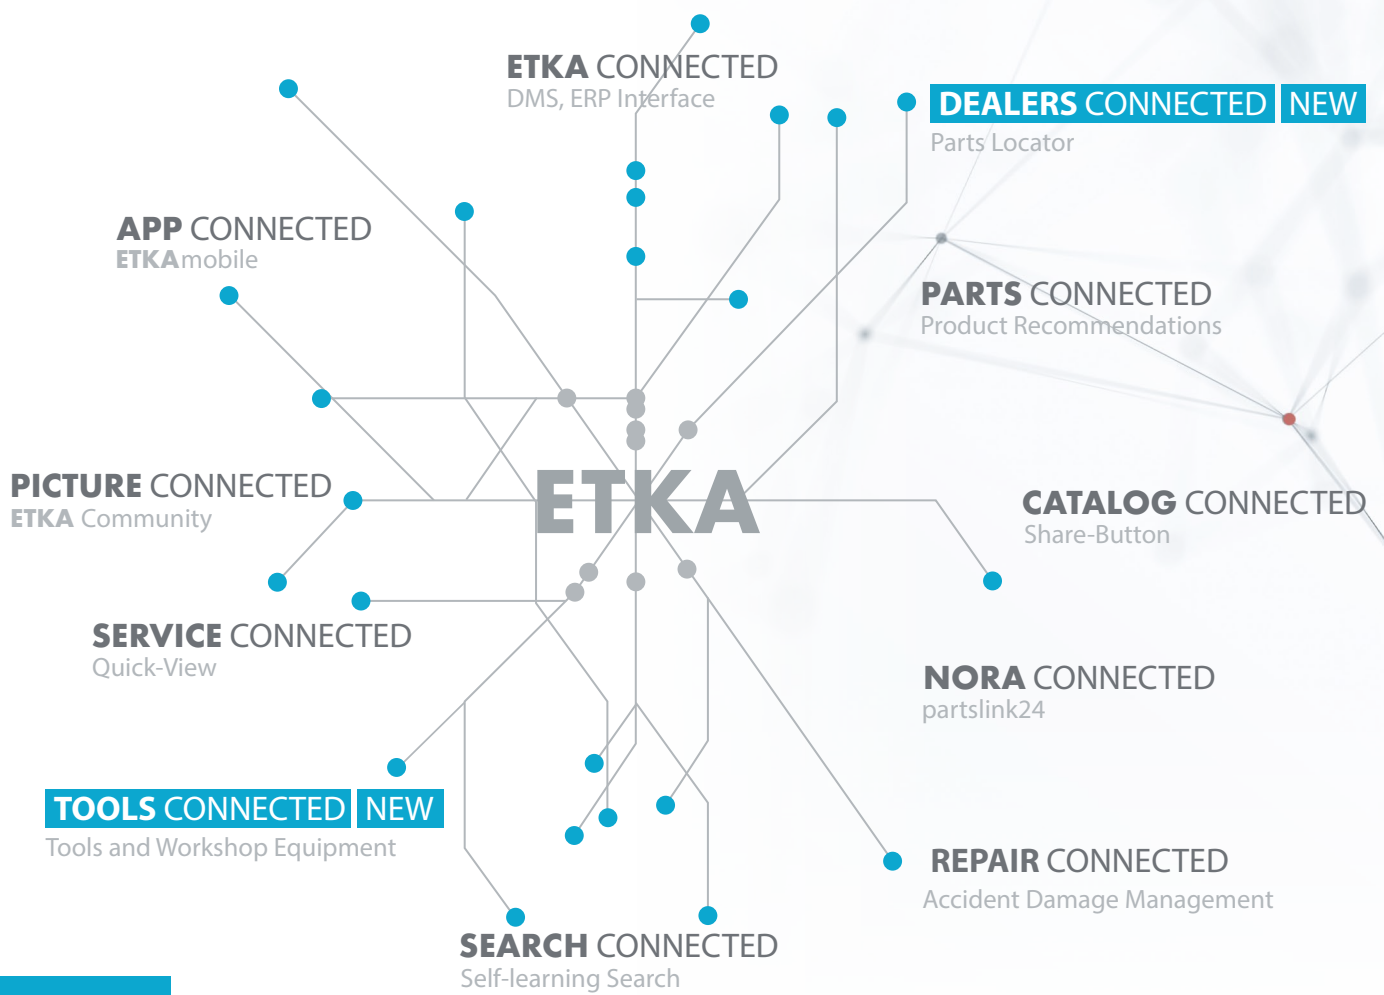 ETKA CONNECTED
DMS, ERP Interface
DEALERS CONNECTED NEW
Parts Locator
APP CONNECTED
ETKAmobile
PARTS CONNECTED
Product Recommendations
PICTURE CONNECTED
ETKA Community
ETKA
CATALOG CONNECTED
Share-Button
SERVICE CONNECTED
Quick-View
NORA CONNECTED
partslink24
TOOLS CONNECTED NEW
Tools and Workshop Equipment
REPAIR CONNECTED
Accident Damage Management
SEARCH CONNECTED
Self-learning Search